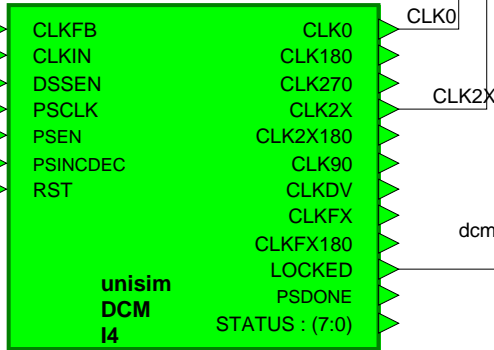 CLKFB CLK0 CLK0
CLKIN CLK180
DSSEN CLK270
PSCLK CLK2X CLK2X
PSEN CLK2X180
PSINCDEC CLK90
RST CLKDV
CLKFX
CLKFX180 dcm
LOCKED
unisim PSDONE
DCM
I4 STATUS : (7:0)